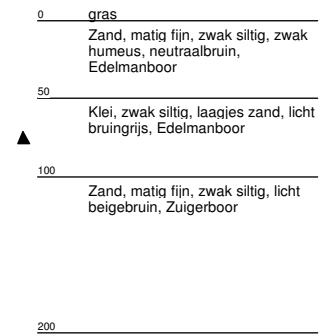 0 gras
Zand, matig fijn, zwak siltig, zwak
humeus, neutraalbruin,
Edelmanboor
50
Klei, zwak siltig, laagjes zand, licht
bruingrijs, Edelmanboor
100
Zand, matig fijn, zwak siltig, licht
beigebruin, Zuigerboor
200